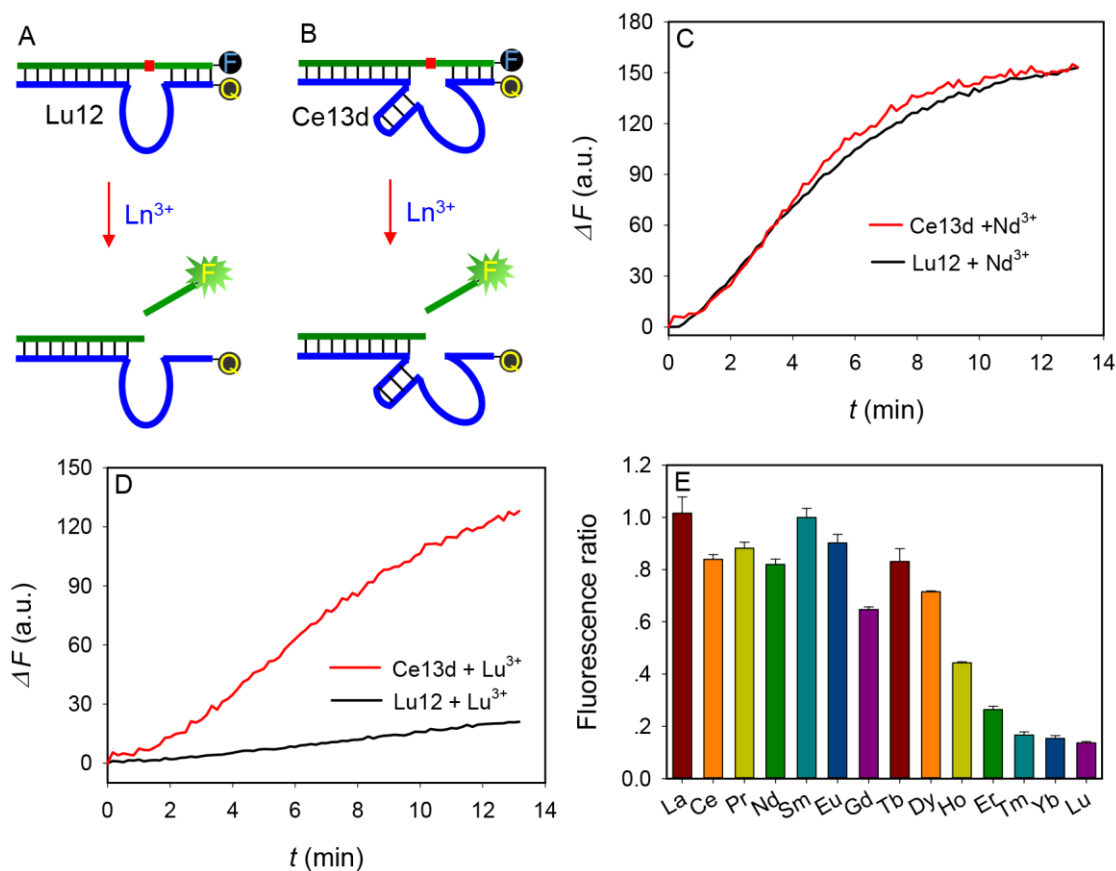 A
F
Q
Lu12
Ln³⁺
F
Q
B
F
Q
Ce13d
Ln³⁺
F
Q
C
180
150
120
90
60
30
0
ΔF (a.u.)
Ce13d +Nd³⁺
Lu12 + Nd³⁺
0 2 4 6 8 10 12 14
t (min)
D
150
120
90
60
30
0
ΔF (a.u.)
Ce13d + Lu³⁺
Lu12 + Lu³⁺
0 2 4 6 8 10 12 14
t (min)
E
1.2
1.0
.8
.6
.4
.2
0.0
Fluorescence ratio
La Ce Pr Nd Sm Eu Gd Tb Dy Ho Er Tm Yb Lu